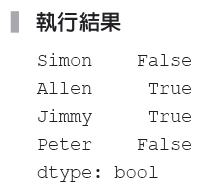 執行結果
Simon    False
Allen     True
Jimmy     True
Peter    False
dtype: bool